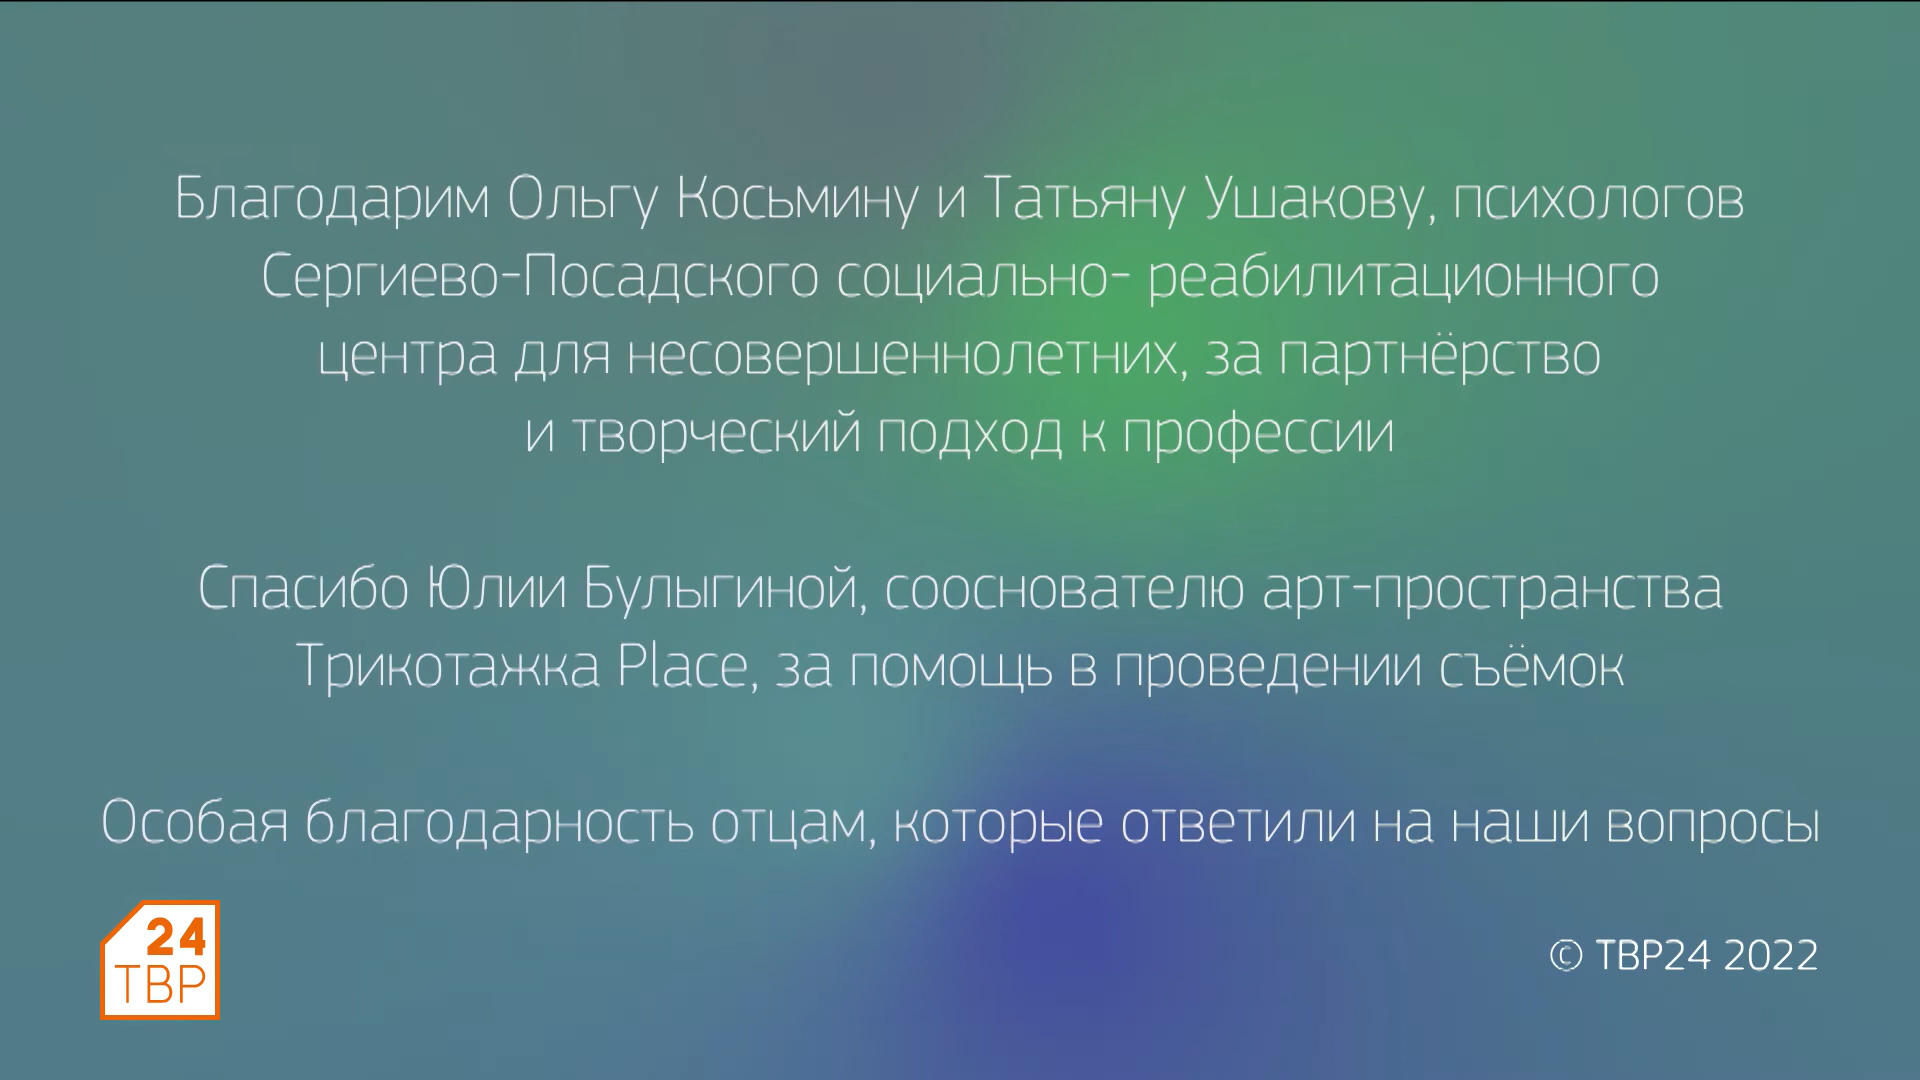 Благодарим Ольгу Косьмину и Татьяну Ушакову, психологов
Сергиево-Посадского социально- реабилитационного
центра для несовершеннолетних, за партнёрство
и творческий подход к профессии
Спасибо Юлии Булыгиной, сооснователю арт-пространства
Трикотажка Place, за помощь в проведении съёмок
Особая благодарность отцам, которые ответили на наши вопросы
24
ТВР
© ТВР24 2022